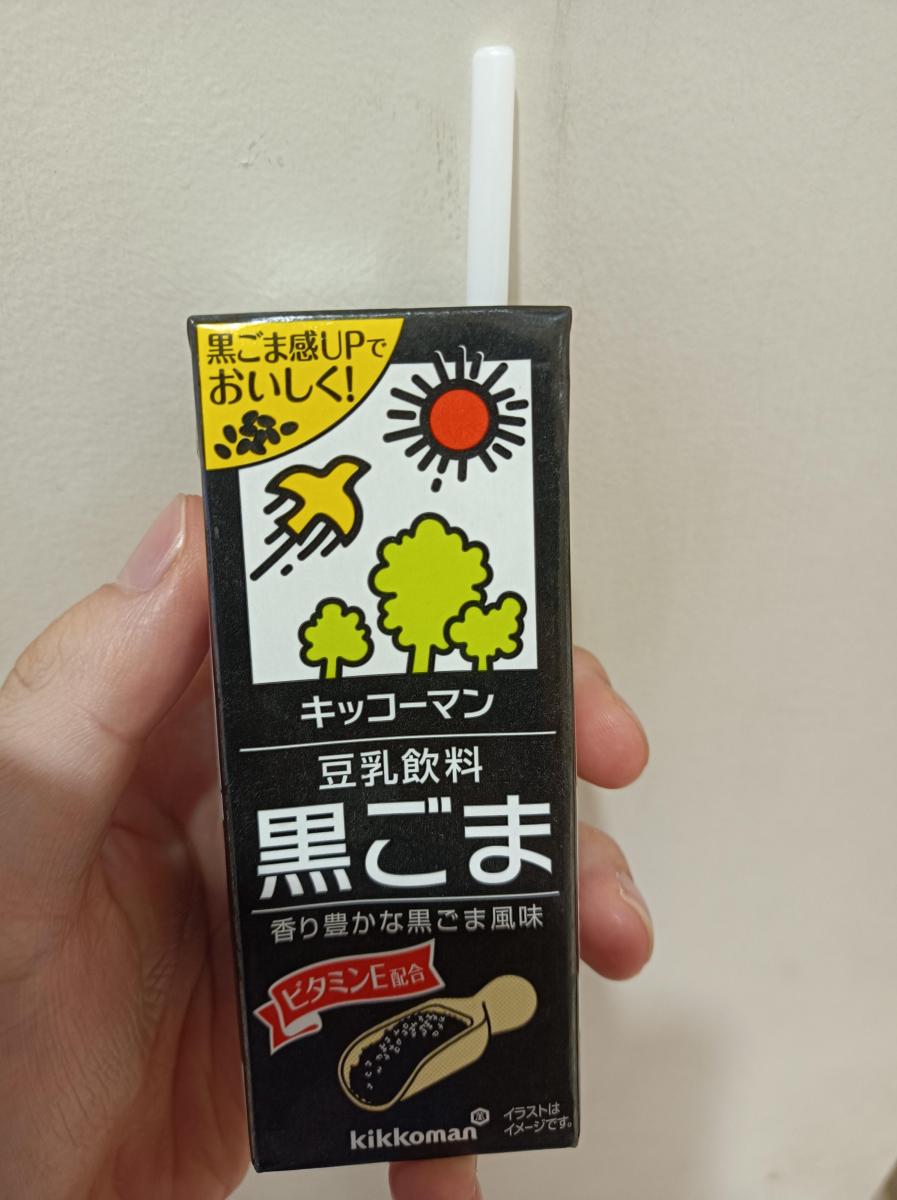 黒ごま感UPで
おいしく!
キッコーマン
豆乳飲料
黒ごま
香り豊かな黒ごま風味
ビタミンE配合
kikkoman
イラストは
イメージです。